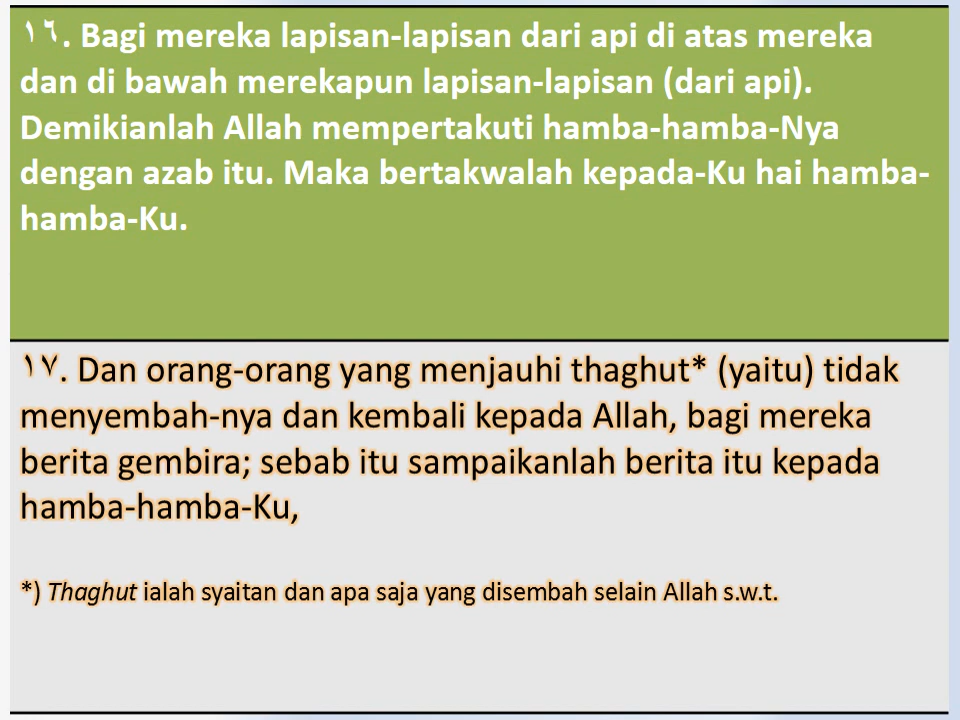 ١٦. Bagi mereka lapisan-lapisan dari api di atas mereka
dan di bawah merekapun lapisan-lapisan (dari api).
Demikianlah Allah mempertakuti hamba-hamba-Nya
dengan azab itu. Maka bertakwalah kepada-Ku hai hamba-
hamba-Ku.
١٧. Dan orang-orang yang menjauhi thaghut* (yaitu) tidak
menyembah-nya dan kembali kepada Allah, bagi mereka
berita gembira; sebab itu sampaikanlah berita itu kepada
hamba-hamba-Ku,
*) Thaghut ialah syaitan dan apa saja yang disembah selain Allah s.w.t.